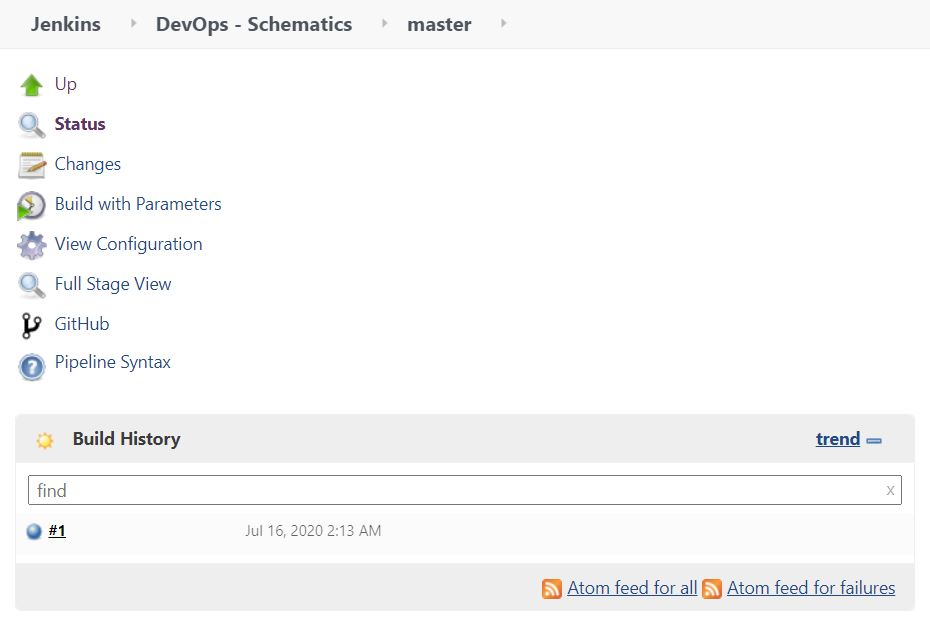 Jenkins DevOps - Schematics master
Up
Status
Changes
Build with Parameters
View Configuration
Full Stage View
GitHub
Pipeline Syntax
Build History trend
find x
#1 Jul 16, 2020 2:13 AM
Atom feed for all Atom feed for failures